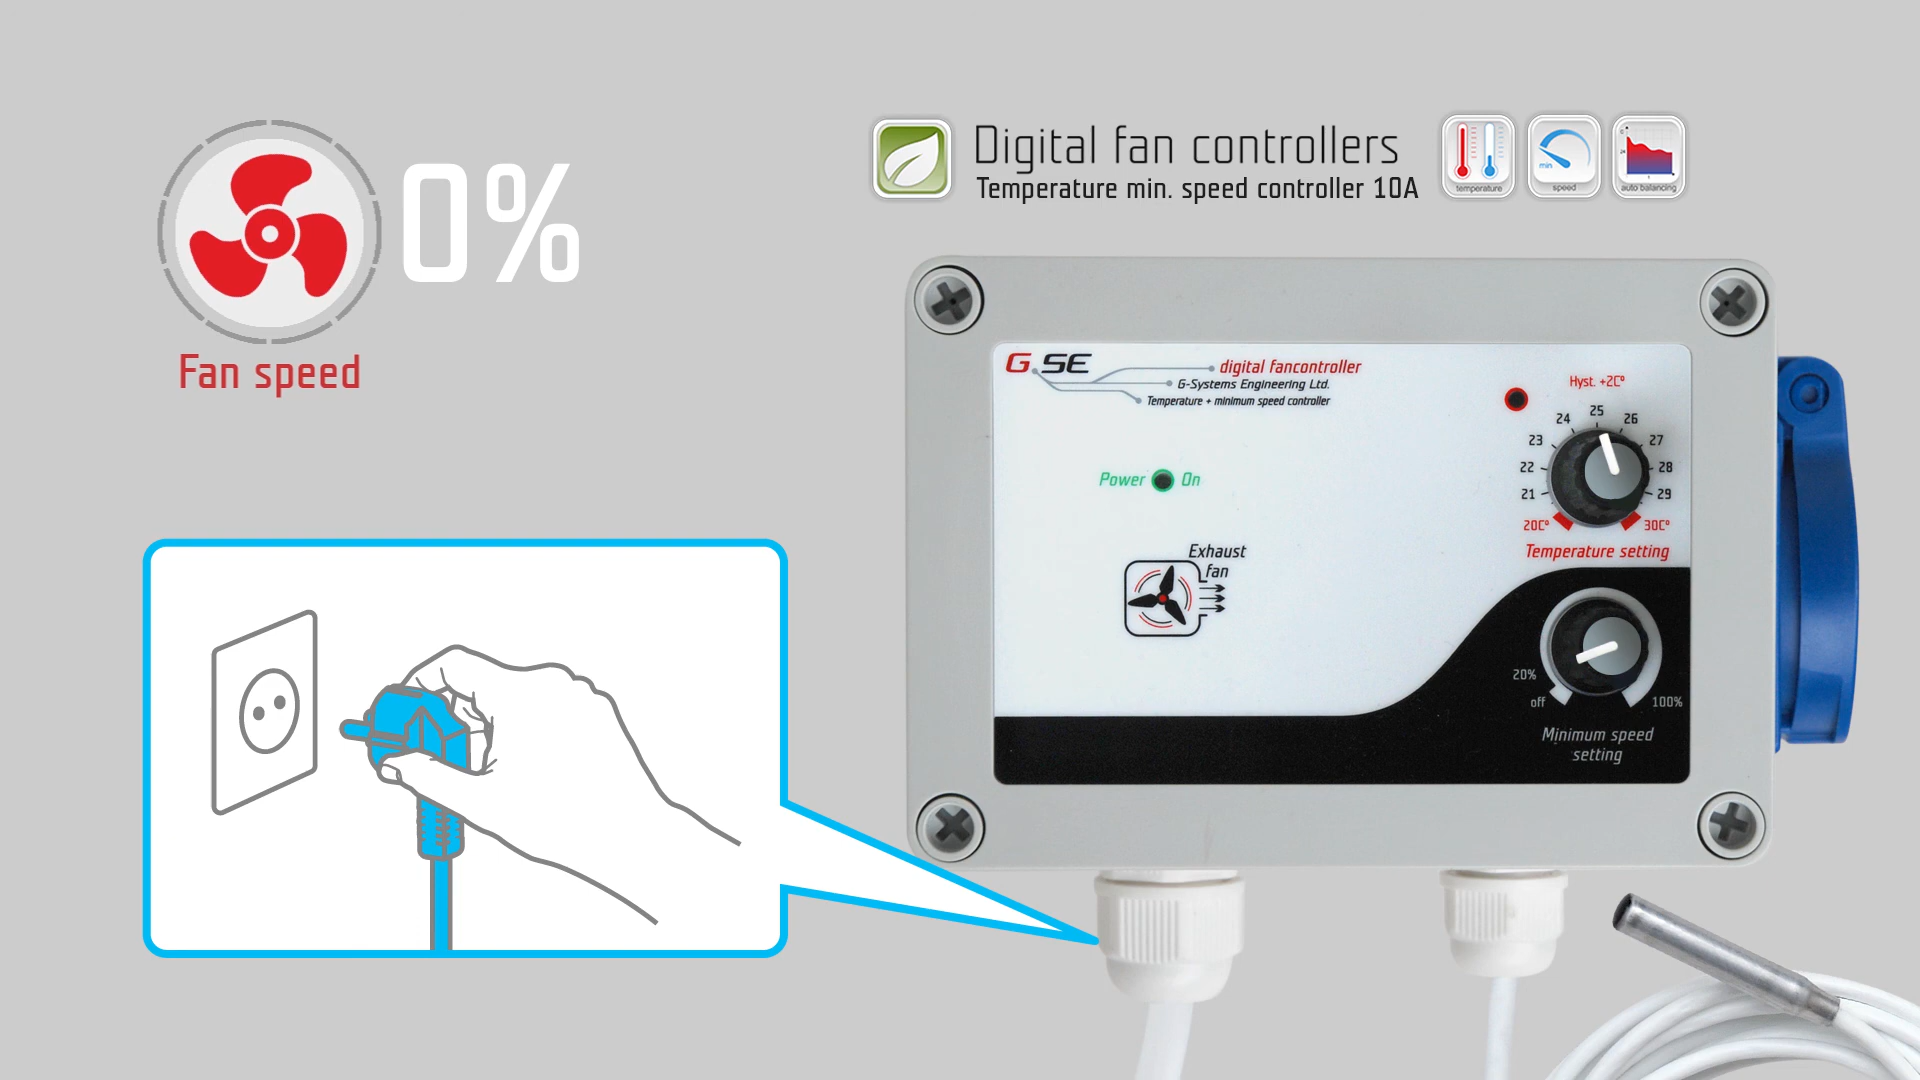 0%
Fan speed
Digital fan controllers
Temperature min. speed controller 10A
temperature
min
speed
auto balancing
G SE
digital fancontroller
G-Systems Engineering Ltd.
Temperature + minimum speed controller
Hyst. +2C°
20C° 21 22 23 24 25 26 27 28 29 30C°
Temperature setting
Power On
Exhaust
fan
20%
off 100%
Minimum speed
setting